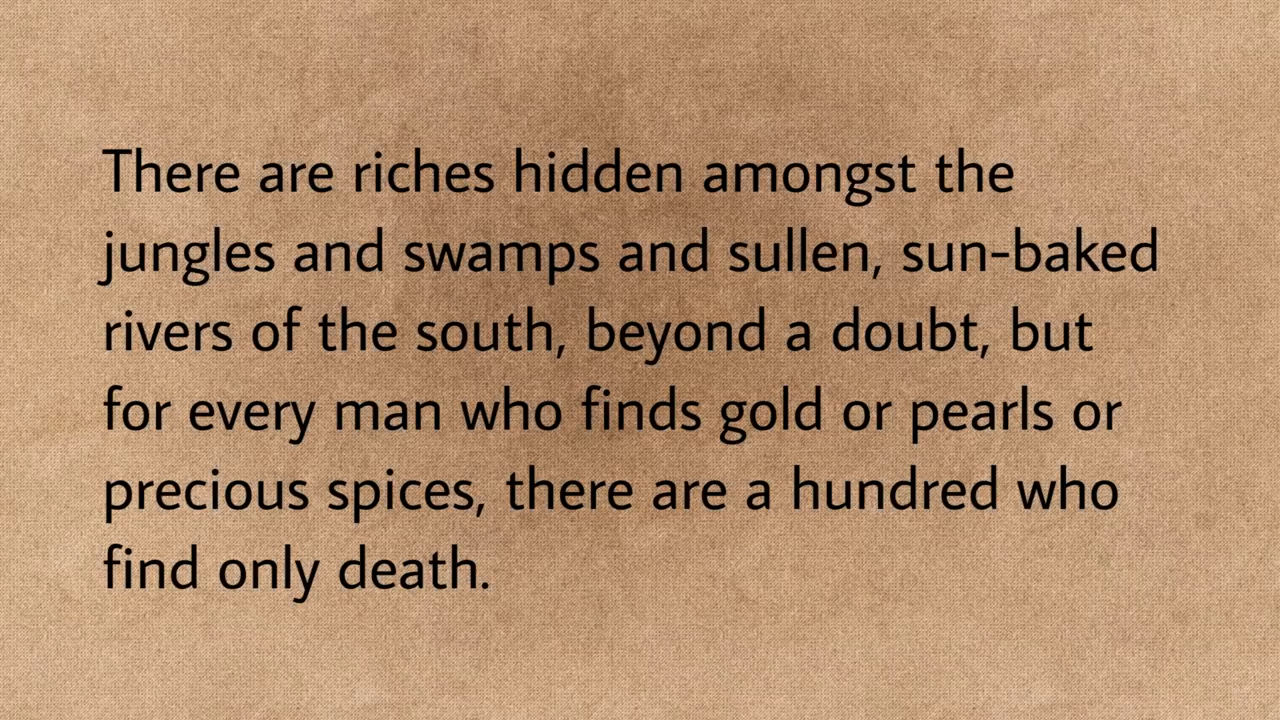 There are riches hidden amongst the
jungles and swamps and sullen, sun-baked
rivers of the south, beyond a doubt, but
for every man who finds gold or pearls or
precious spices, there are a hundred who
find only death.